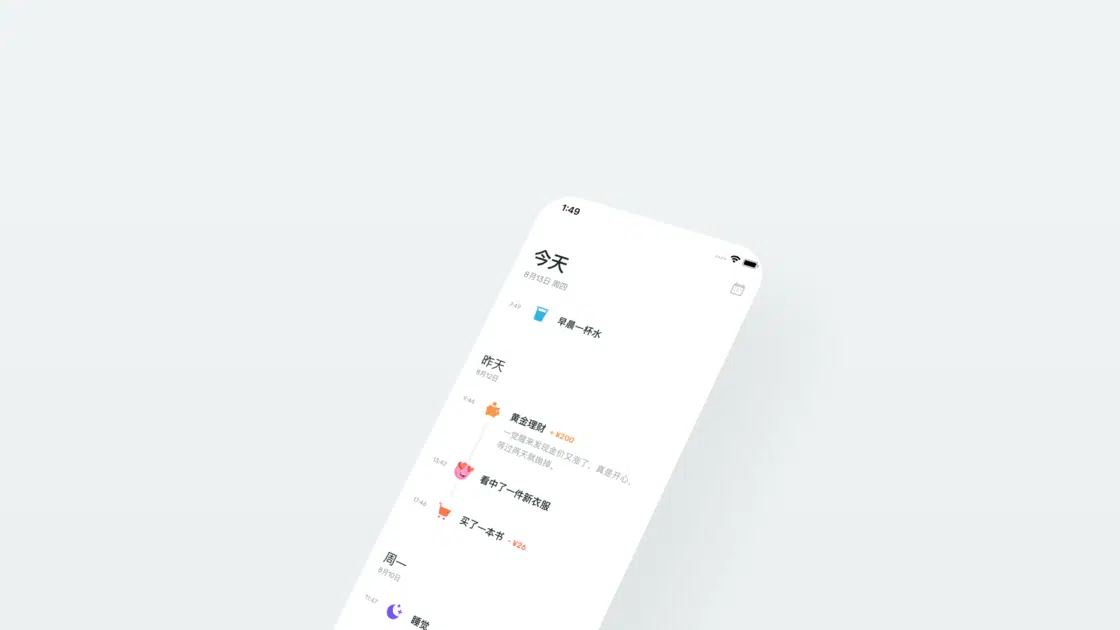 1:49
今天
8月13日 周四
7:49
早晨一杯水
昨天
8月12日
9:44
黄金理财 + ¥200
一觉醒来发现金价又涨了,真是开心。
等过两天就抛掉。
13:42
看中了一件新衣服
17:46
买了一本书 - ¥26
周一
8月10日
11:47
睡觉